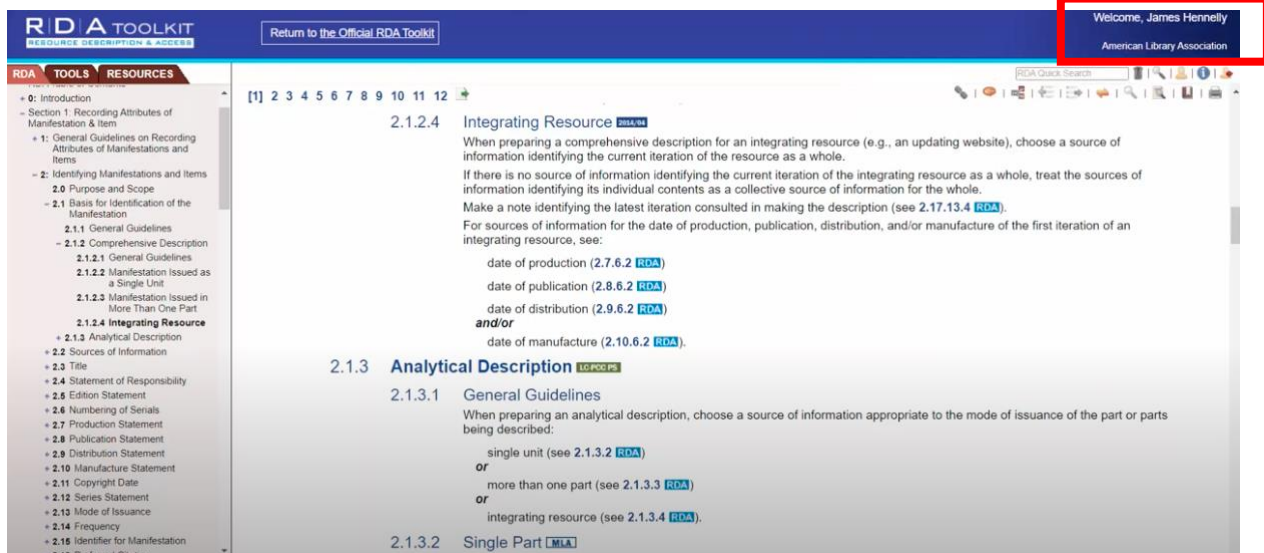 RDA TOOLKIT
RESOURCE DESCRIPTION & ACCESS
Return to the Official RDA Toolkit
Welcome, James Hennelly
American Library Association
RDA TOOLS RESOURCES
RDA Quick Search
+ 0: Introduction
– Section 1: Recording Attributes of
Manifestation & Item
+ 1: General Guidelines on Recording
Attributes of Manifestations and
Items
– 2: Identifying Manifestations and Items
2.0 Purpose and Scope
– 2.1 Basis for Identification of the
Manifestation
2.1.1 General Guidelines
– 2.1.2 Comprehensive Description
2.1.2.1 General Guidelines
2.1.2.2 Manifestation Issued as
a Single Unit
2.1.2.3 Manifestation Issued in
More Than One Part
2.1.2.4 Integrating Resource
+ 2.1.3 Analytical Description
+ 2.2 Sources of Information
+ 2.3 Title
+ 2.4 Statement of Responsibility
+ 2.5 Edition Statement
+ 2.6 Numbering of Serials
+ 2.7 Production Statement
+ 2.8 Publication Statement
+ 2.9 Distribution Statement
+ 2.10 Manufacture Statement
+ 2.11 Copyright Date
+ 2.12 Series Statement
+ 2.13 Mode of Issuance
+ 2.14 Frequency
+ 2.15 Identifier for Manifestation
[1] 2 3 4 5 6 7 8 9 10 11 12
2.1.2.4 Integrating Resource 2014/04
When preparing a comprehensive description for an integrating resource (e.g., an updating website), choose a source of
information identifying the current iteration of the resource as a whole.
If there is no source of information identifying the current iteration of the integrating resource as a whole, treat the sources of
information identifying its individual contents as a collective source of information for the whole.
Make a note identifying the latest iteration consulted in making the description (see 2.17.13.4 RDA).
For sources of information for the date of production, publication, distribution, and/or manufacture of the first iteration of an
integrating resource, see:
date of production (2.7.6.2 RDA)
date of publication (2.8.6.2 RDA)
date of distribution (2.9.6.2 RDA)
and/or
date of manufacture (2.10.6.2 RDA).
2.1.3 Analytical Description LC-PCC PS
2.1.3.1 General Guidelines
When preparing an analytical description, choose a source of information appropriate to the mode of issuance of the part or parts
being described:
single unit (see 2.1.3.2 RDA)
or
more than one part (see 2.1.3.3 RDA)
or
integrating resource (see 2.1.3.4 RDA).
2.1.3.2 Single Part MLA